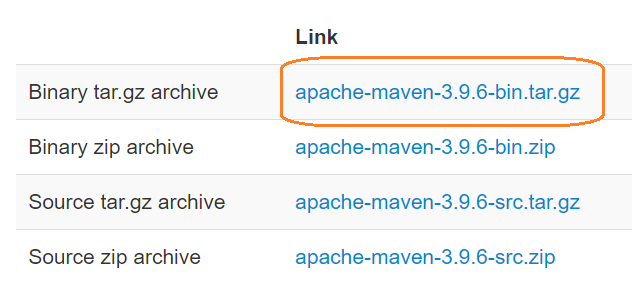 Link
Binary tar.gz archive apache-maven-3.9.6-bin.tar.gz
Binary zip archive apache-maven-3.9.6-bin.zip
Source tar.gz archive apache-maven-3.9.6-src.tar.gz
Source zip archive apache-maven-3.9.6-src.zip